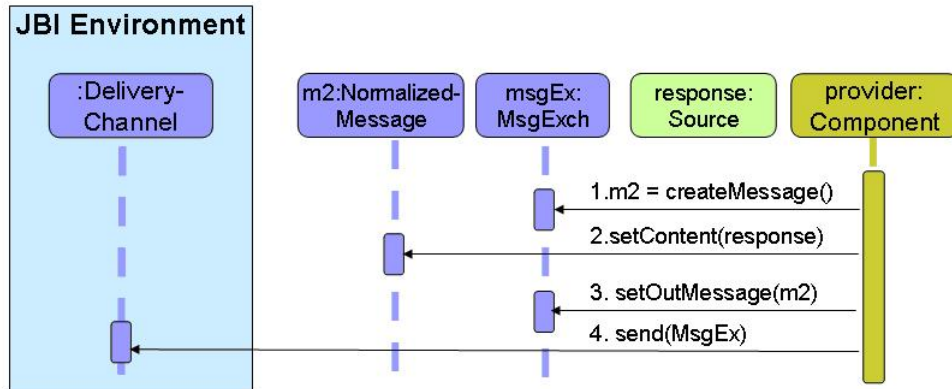 JBI Environment
:Delivery-
Channel
m2:Normalized-
Message
msgEx:
MsgExch
response:
Source
provider:
Component
1.m2 = createMessage()
2.setContent(response)
3. setOutMessage(m2)
4. send(MsgEx)